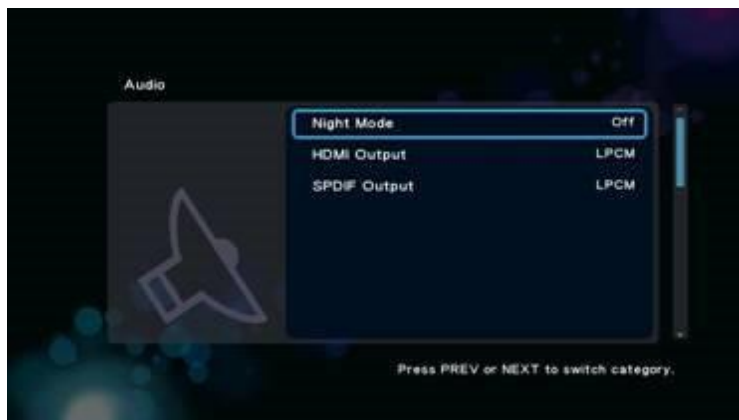 Audio
Night Mode Off
HDMI Output LPCM
SPDIF Output LPCM
Press PREV or NEXT to switch category.